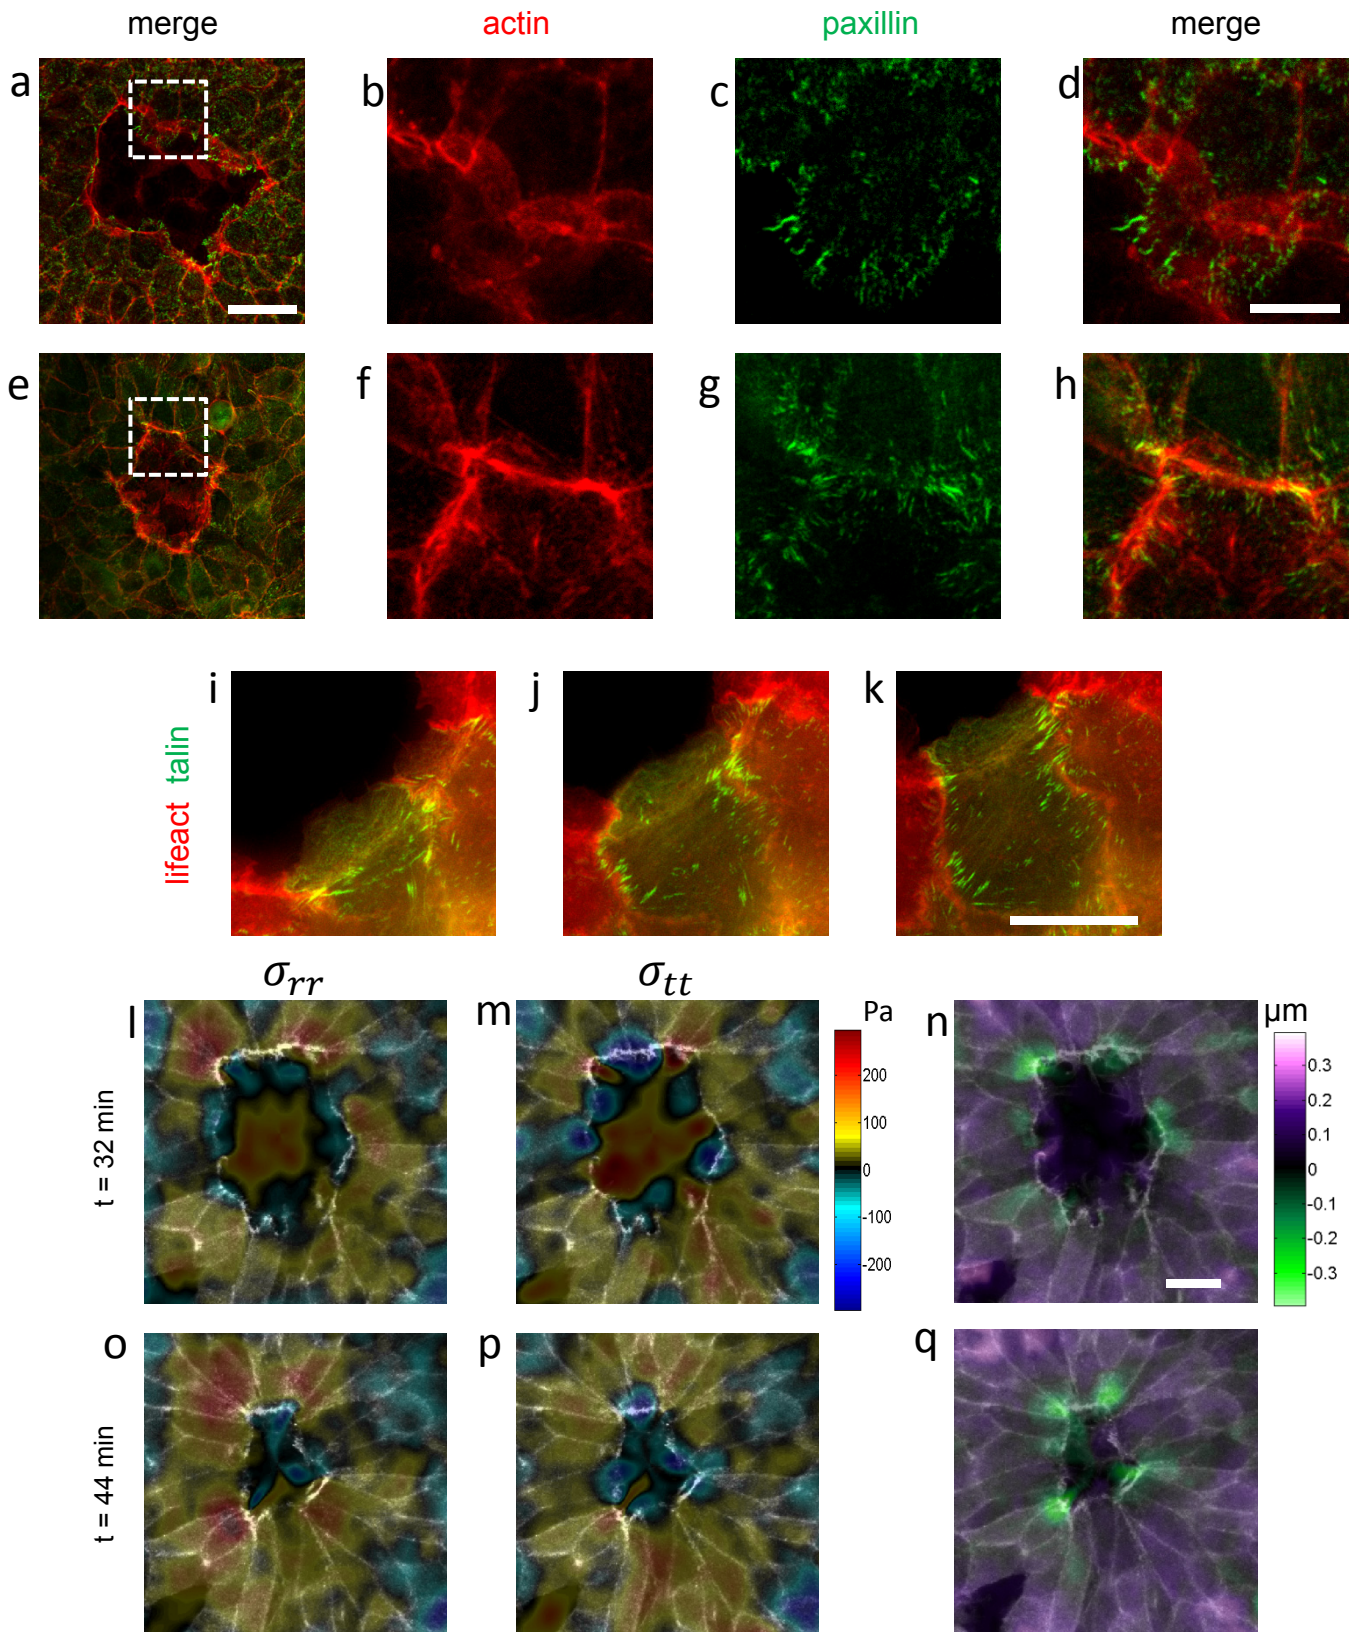 merge actin paxillin merge
a b c d
e f g h
i j k
lifeact talin
σrr σtt
l m Pa n µm
200
100
0
-100
-200
0.3
0.2
0.1
0
-0.1
-0.2
-0.3
t = 32 min
o p q
t = 44 min